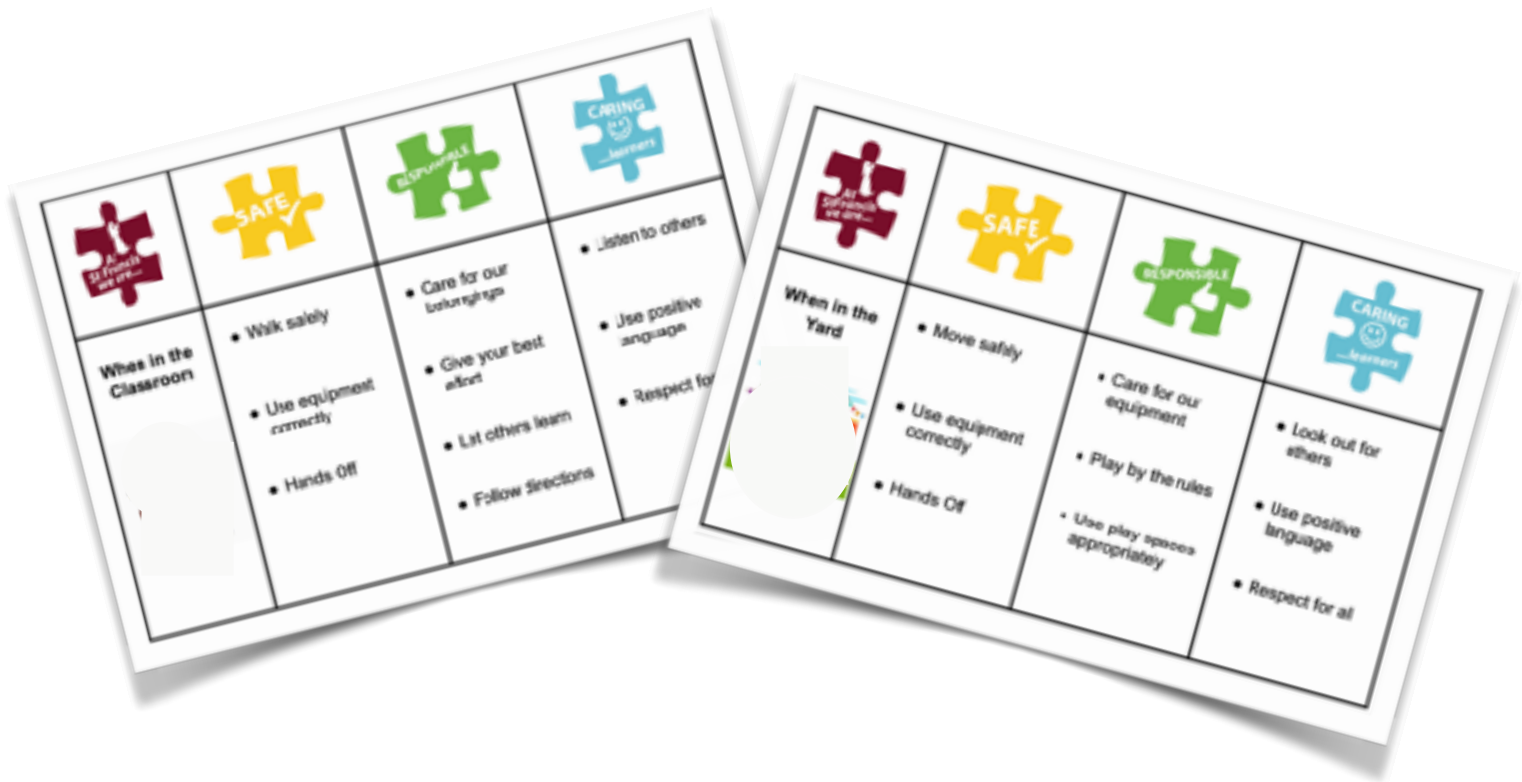 At
St Francis
we are...
SAFE
RESPONSIBLE
CARING
...learners
When in the
Classroom
• Walk safely
• Use equipment
correctly
• Hands Off
• Care for our
belongings
• Give your best
effort
• Let others learn
• Follow directions
• Listen to others
• Use positive
language
• Respect for
At
St Francis
we are...
SAFE
RESPONSIBLE
CARING
...learners
When in the
Yard
• Move safely
• Use equipment
correctly
• Hands Off
• Care for our
equipment
• Play by the rules
• Use play spaces
appropriately
• Look out for
others
• Use positive
language
• Respect for all